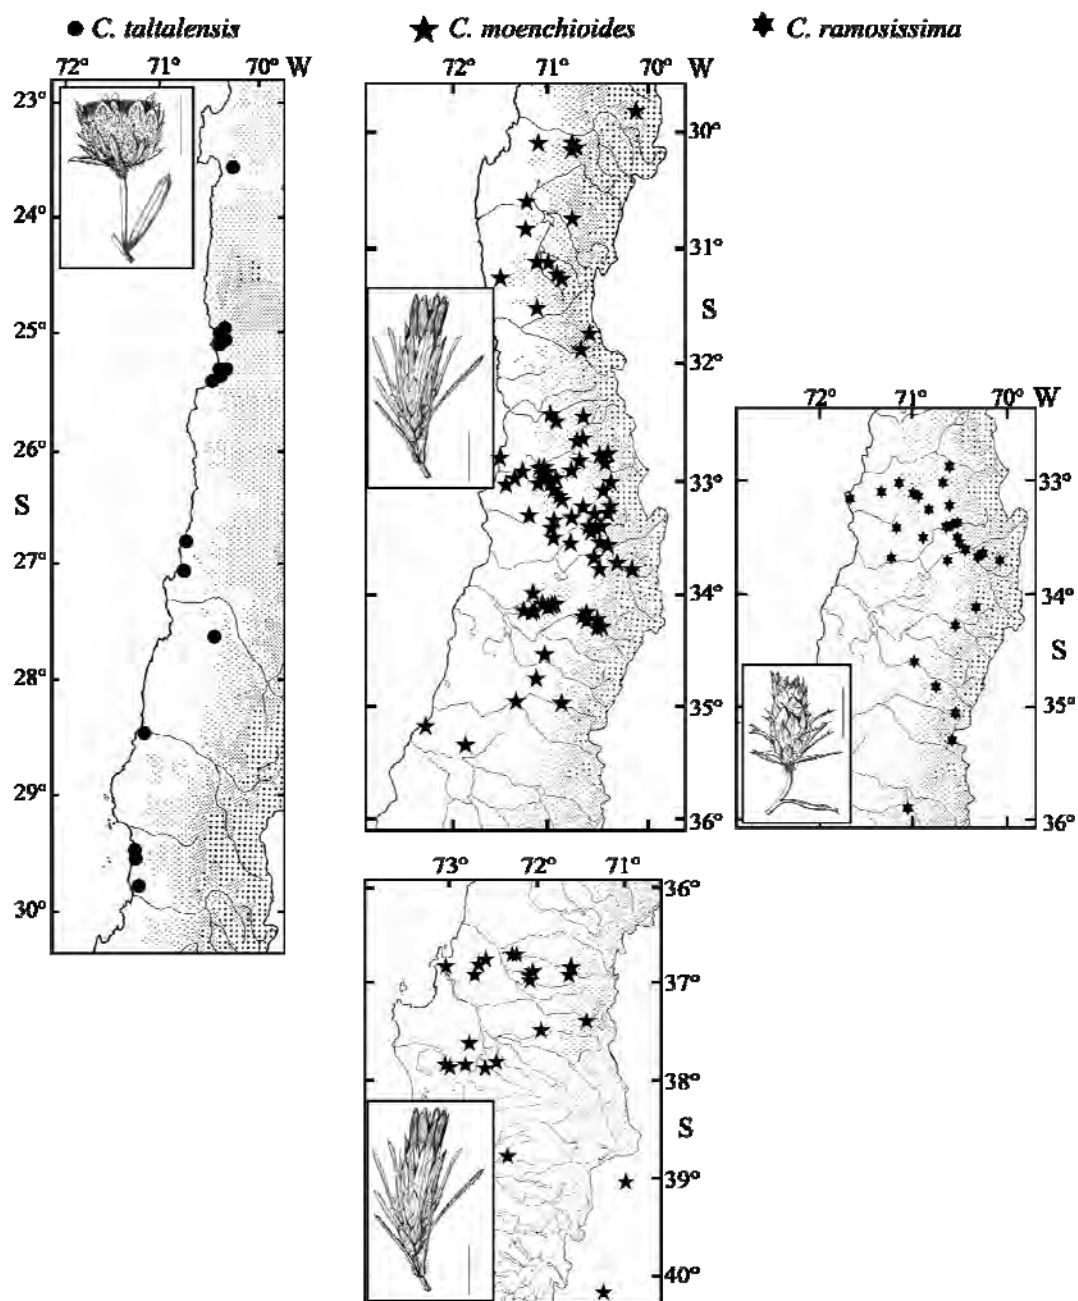 ● C. taltalensis
★ C. moenchioides
✶ C. ramosissima
72° 71° 70° W
23°
24°
25°
26°
S
27°
28°
29°
30°
72° 71° 70° W
30°
31°
S
32°
33°
34°
35°
36°
72° 71° 70° W
33°
34°
S
35°
36°
73° 72° 71°
36°
37°
38°
S
39°
40°